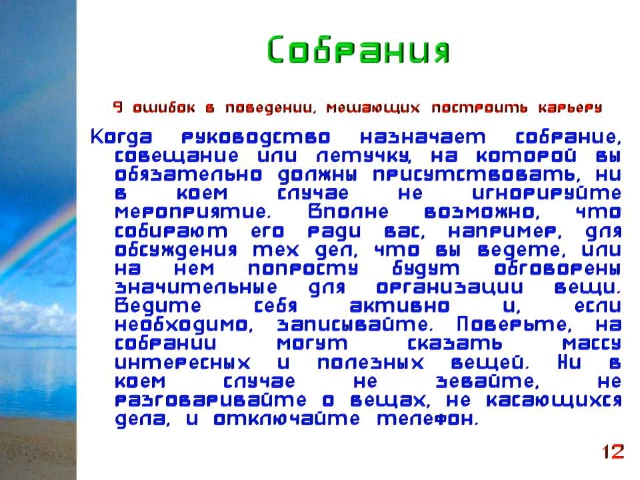 Собрания
9 ошибок в поведении, мешающих построить карьеру
Когда руководство назначает собрание,
совещание или летучку, на которой вы
обязательно должны присутствовать, ни
в коем случае не игнорируйте
мероприятие. Вполне возможно, что
собирают его ради вас, например, для
обсуждения тех дел, что вы ведете, или
на нем попросту будут обговорены
значительные для организации вещи.
Ведите себя активно и, если
необходимо, записывайте. Поверьте, на
собрании могут сказать массу
интересных и полезных вещей. Ни в
коем случае не зевайте, не
разговаривайте о вещах, не касающихся
дела, и отключайте телефон.
12